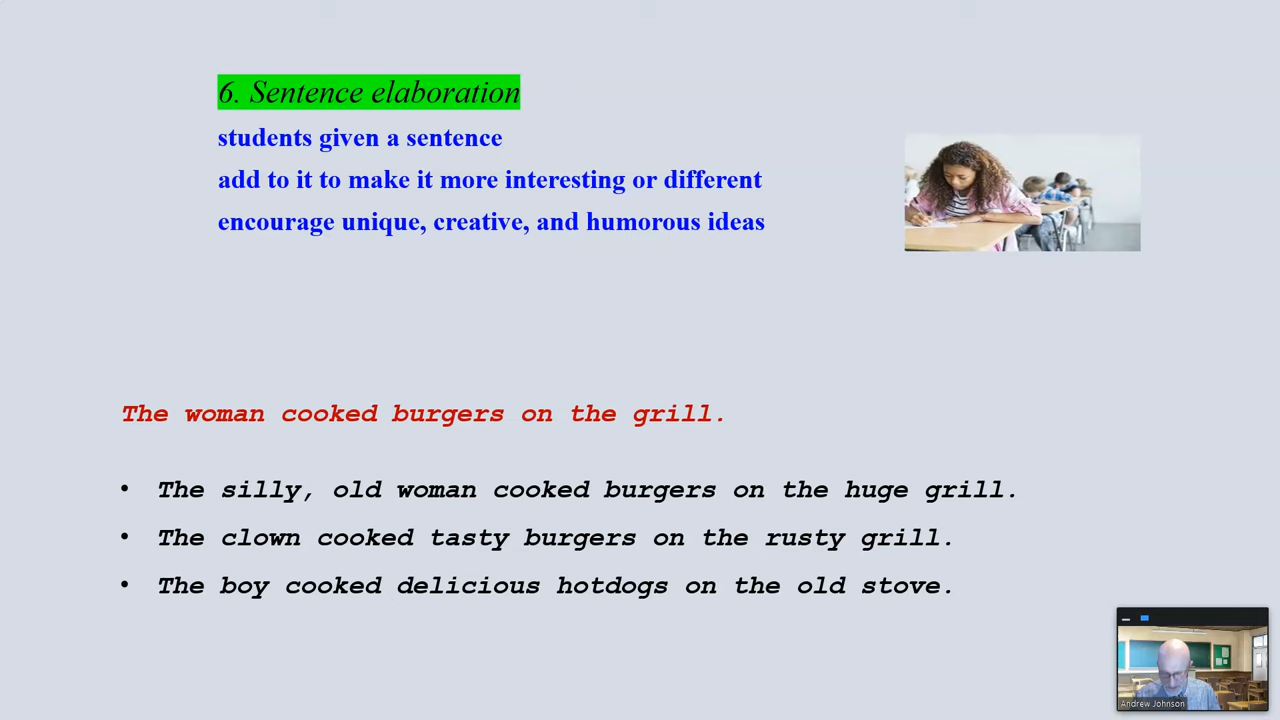 6. Sentence elaboration
students given a sentence
add to it to make it more interesting or different
encourage unique, creative, and humorous ideas
The woman cooked burgers on the grill.
• The silly, old woman cooked burgers on the huge grill.
• The clown cooked tasty burgers on the rusty grill.
• The boy cooked delicious hotdogs on the old stove.
Andrew Johnson